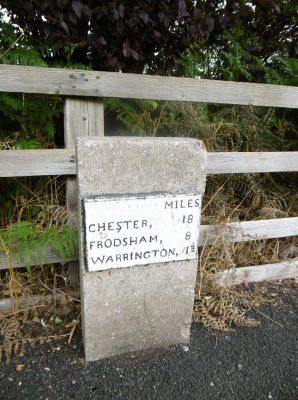 MILES
CHESTER, 18
FRODSHAM, 8
WARRINGTON,